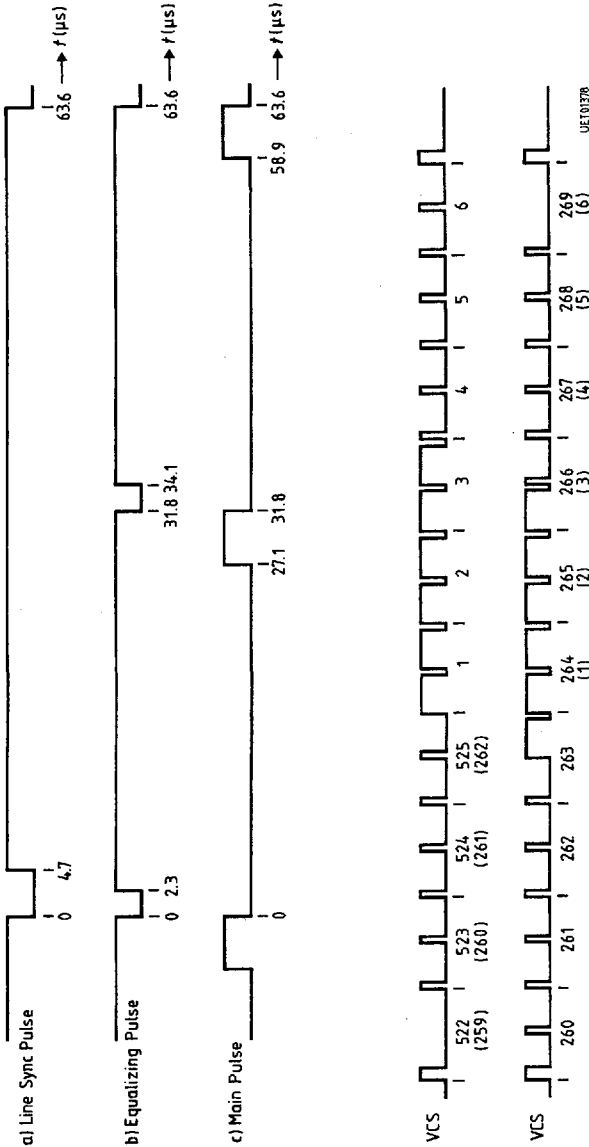 a) Line Sync Pulse
0 4.7 63.6 t (μs)
b) Equalizing Pulse
0 2.3 31.8 34.1 63.6 t (μs)
c) Main Pulse
0 27.1 31.8 58.9 63.6 t (μs)
VCS
522 523 524 525 1 2 3 4 5 6
(259) (260) (261) (262)
VCS
260 261 262 263 264 265 266 267 268 269
(1) (2) (3) (4) (5) (6)
UET01378